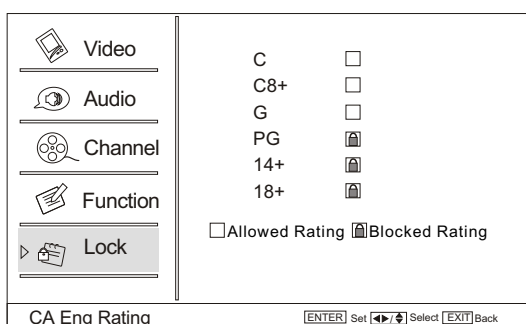 Video
Audio
Channel
Function
Lock
C
C8+
G
PG
14+
18+
Allowed Rating Blocked Rating
CA Eng Rating
ENTER Set / Select EXIT Back